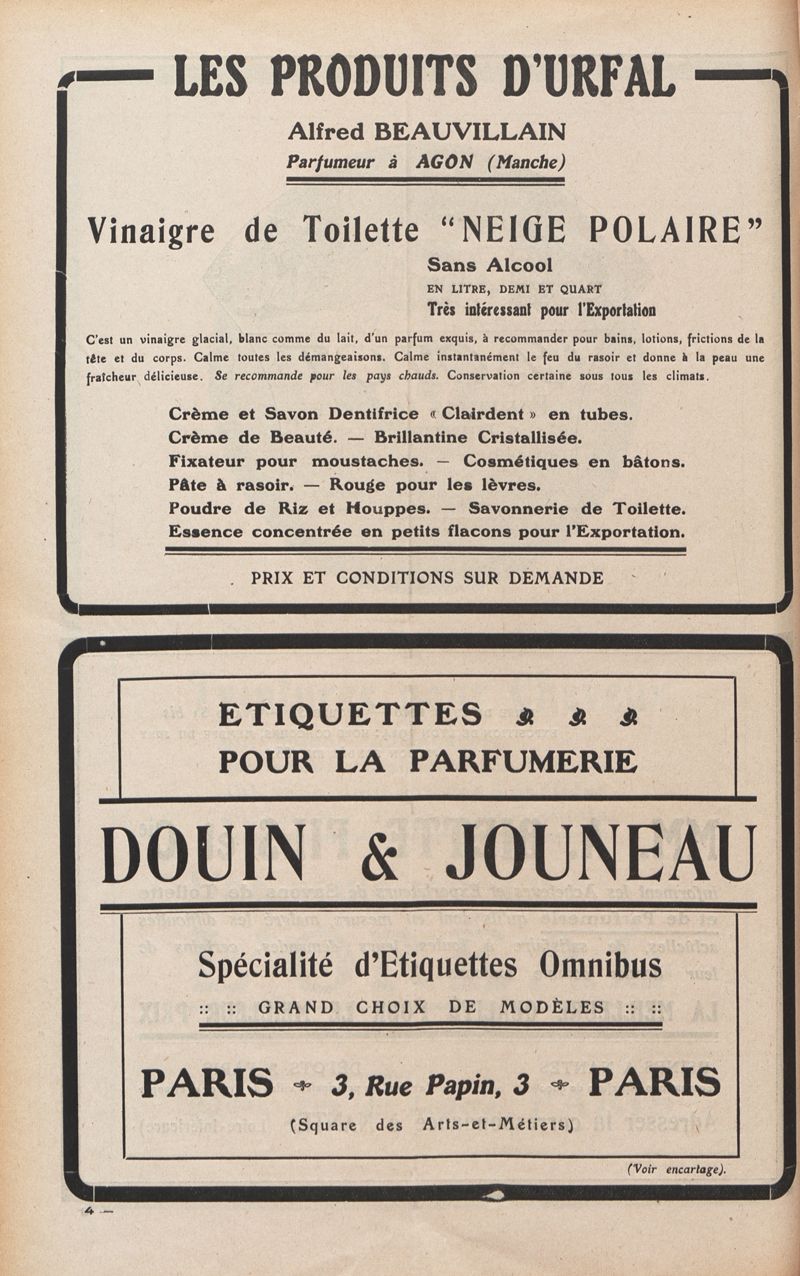 LES PRODUITS D'URFAL
Alfred BEAUVILLAIN
Parfumeur à AGON (Manche)
Vinaigre de Toilette “NEIGE POLAIRE”
Sans Alcool
EN LITRE, DEMI ET QUART
Très intéressant pour l'Exportation
C'est un vinaigre glacial, blanc comme du lait, d'un parfum exquis, à recommander pour bains, lotions, frictions de la
tête et du corps. Calme toutes les démangeaisons. Calme instantanément le feu du rasoir et donne à la peau une
fraîcheur délicieuse. Se recommande pour les pays chauds. Conservation certaine sous tous les climats.
Crème et Savon Dentifrice « Clairdent » en tubes.
Crème de Beauté. — Brillantine Cristallisée.
Fixateur pour moustaches. — Cosmétiques en bâtons.
Pâte à rasoir. — Rouge pour les lèvres.
Poudre de Riz et Houppes. — Savonnerie de Toilette.
Essence concentrée en petits flacons pour l'Exportation.
PRIX ET CONDITIONS SUR DEMANDE
ETIQUETTES
POUR LA PARFUMERIE
DOUIN & JOUNEAU
Spécialité d'Etiquettes Omnibus
:: :: GRAND CHOIX DE MODÈLES :: ::
PARIS 3, Rue Papin, 3 PARIS
(Square des Arts-et-Métiers)
(Voir encartage).
4 —